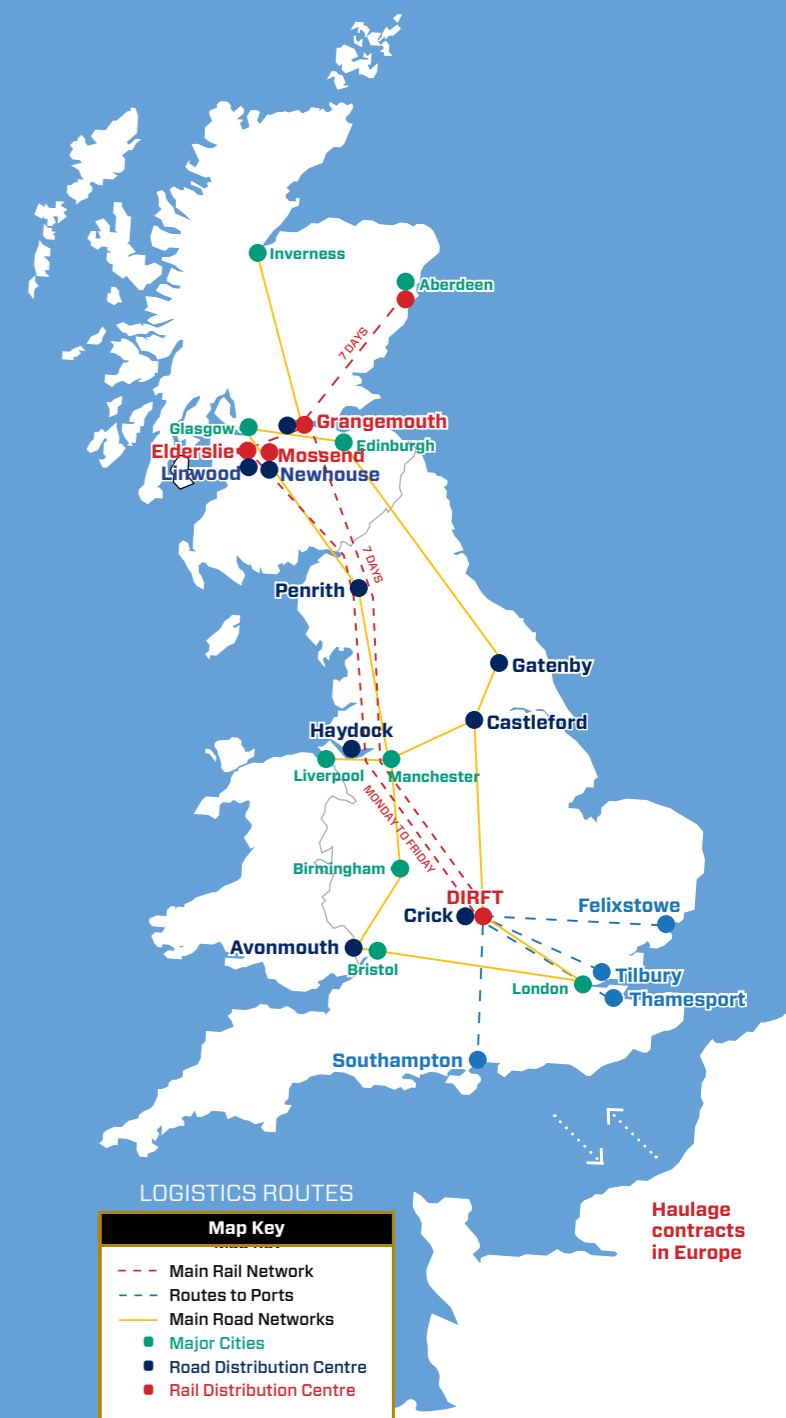 Inverness
Aberdeen
7 DAYS
Grangemouth
Glasgow
Edinburgh
Elderslie
Mossend
Linwood
Newhouse
7 DAYS
Penrith
Gatenby
Castleford
Haydock
Liverpool
Manchester
MONDAY TO FRIDAY
Birmingham
DIRFT
Crick
Felixstowe
Avonmouth
Bristol
Tilbury
London
Thamesport
Southampton
LOGISTICS ROUTES
Map Key
Main Rail Network
Routes to Ports
Main Road Networks
Major Cities
Road Distribution Centre
Rail Distribution Centre
Haulage
contracts
in Europe